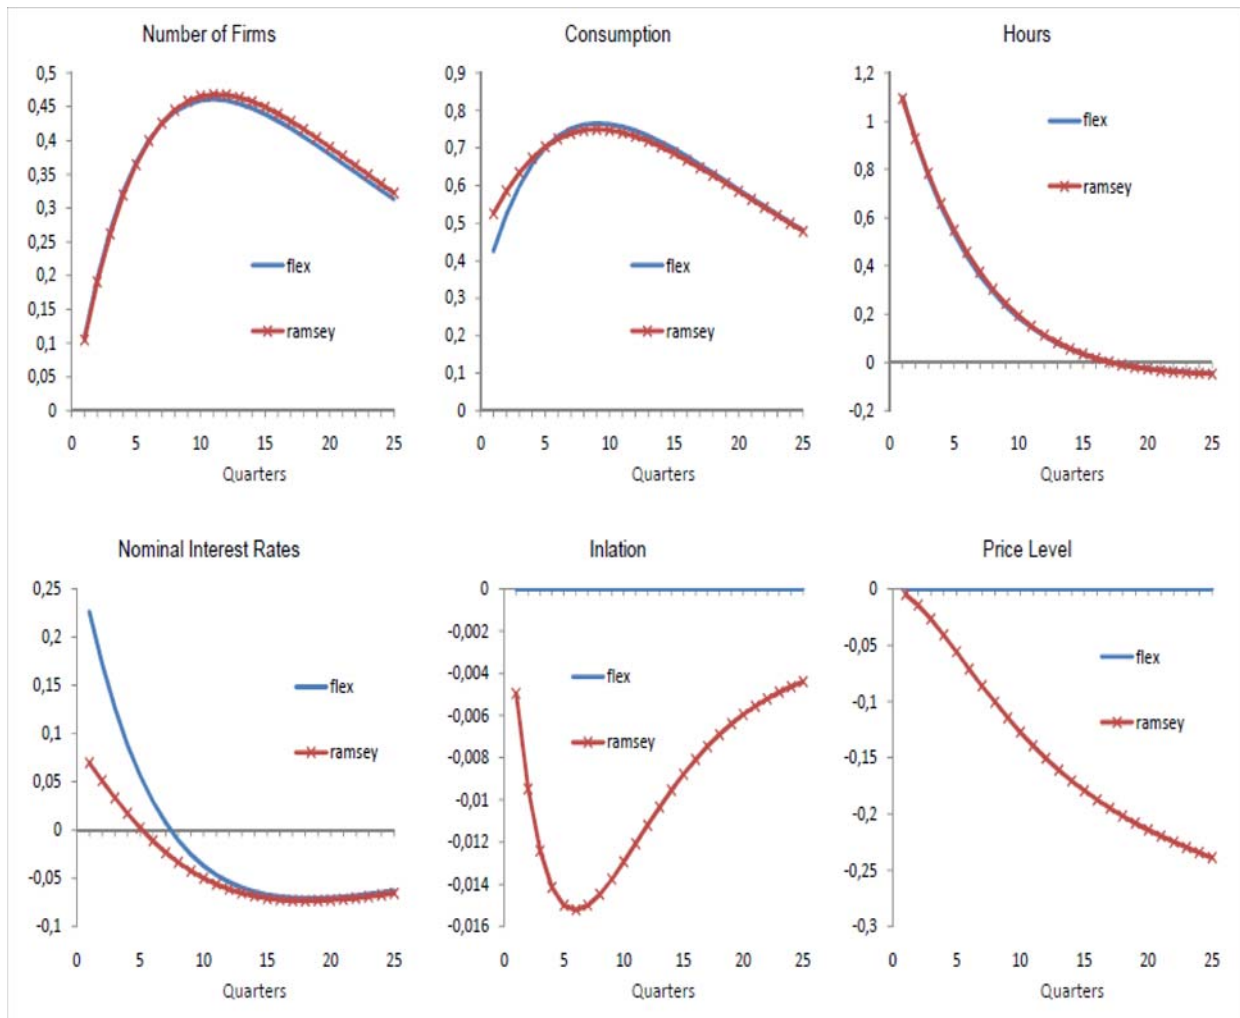 Number of Firms
0,5
0,45
0,4
0,35
0,3
0,25
0,2
0,15
0,1
0,05
0
flex
ramsey
0 5 10 15 20 25
Quarters
Consumption
0,9
0,8
0,7
0,6
0,5
0,4
0,3
0,2
0,1
0
flex
ramsey
0 5 10 15 20 25
Quarters
Hours
1,2
1
0,8
0,6
0,4
0,2
0
-0,2
flex
ramsey
0 5 10 15 20 25
Quarters
Nominal Interest Rates
0,25
0,2
0,15
0,1
0,05
0
-0,05
-0,1
flex
ramsey
0 5 10 15 20 25
Quarters
Inlation
0
-0,002
-0,004
-0,006
-0,008
-0,01
-0,012
-0,014
-0,016
flex
ramsey
0 5 10 15 20 25
Quarters
Price Level
0
-0,05
-0,1
-0,15
-0,2
-0,25
-0,3
flex
ramsey
0 5 10 15 20 25
Quarters